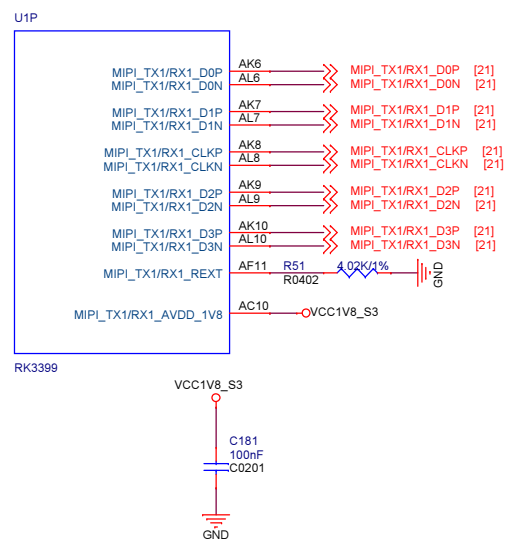 U1P
MIPI_TX1/RX1_D0P AK6 MIPI_TX1/RX1_D0P [21]
MIPI_TX1/RX1_D0N AL6 MIPI_TX1/RX1_D0N [21]
MIPI_TX1/RX1_D1P AK7 MIPI_TX1/RX1_D1P [21]
MIPI_TX1/RX1_D1N AL7 MIPI_TX1/RX1_D1N [21]
MIPI_TX1/RX1_CLKP AK8 MIPI_TX1/RX1_CLKP [21]
MIPI_TX1/RX1_CLKN AL8 MIPI_TX1/RX1_CLKN [21]
MIPI_TX1/RX1_D2P AK9 MIPI_TX1/RX1_D2P [21]
MIPI_TX1/RX1_D2N AL9 MIPI_TX1/RX1_D2N [21]
MIPI_TX1/RX1_D3P AK10 MIPI_TX1/RX1_D3P [21]
MIPI_TX1/RX1_D3N AL10 MIPI_TX1/RX1_D3N [21]
MIPI_TX1/RX1_REXT AF11 R51 4.02K/1% GND
R0402
MIPI_TX1/RX1_AVDD_1V8 AC10 VCC1V8_S3
RK3399
VCC1V8_S3
C181
100nF
C0201
GND